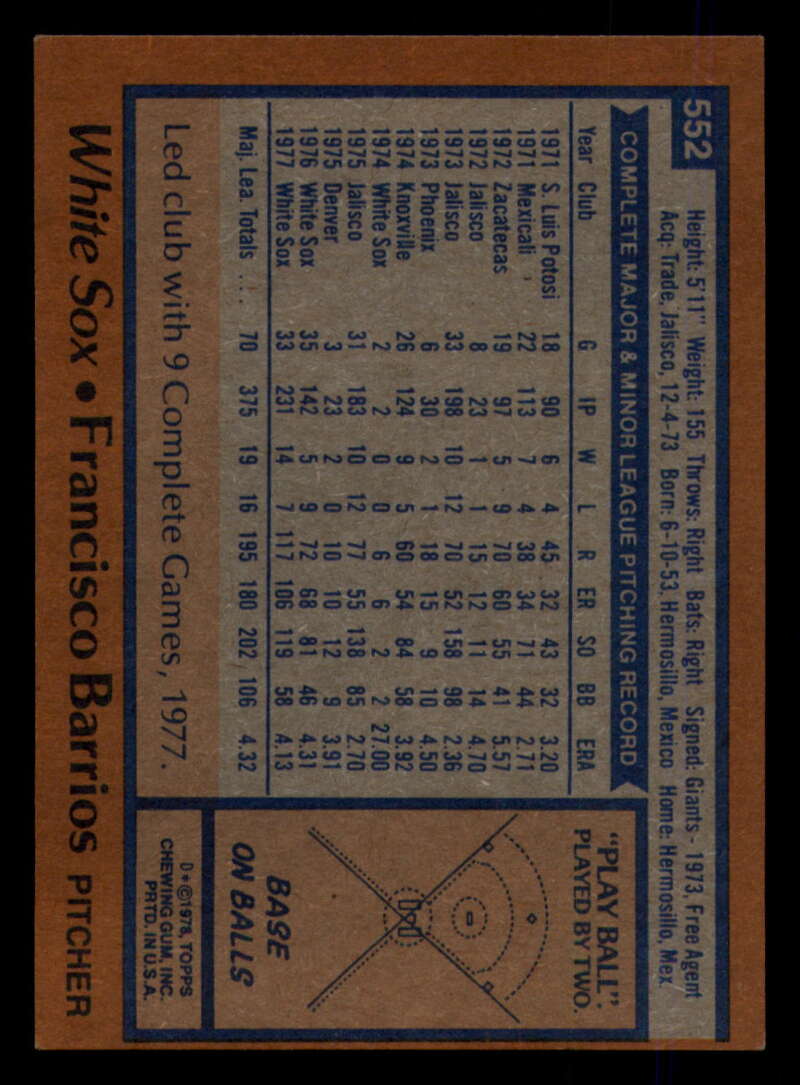 552
Height: 5'11" Weight: 155 Throws: Right Bats: Right Signed: Giants - 1973, Free Agent
Acq: Trade, Jalisco, 12-4-73 Born: 6-10-53, Hermosillo, Mexico Home: Hermosillo, Mex.
COMPLETE MAJOR & MINOR LEAGUE PITCHING RECORD
Year Club G IP W L R ER SO BB ERA
1971 S. Luis Potosi 18 90 6 4 45 32 43 32 3.20
1971 Mexicali 22 113 7 4 38 34 71 44 2.71
1972 Zacatecas 19 97 5 9 70 60 55 41 5.57
1972 Jalisco 8 23 1 1 15 12 11 14 4.70
1973 Jalisco 33 198 10 12 70 52 158 98 2.36
1973 Phoenix 6 30 2 1 18 15 9 10 4.50
1974 Knoxville 26 124 9 5 60 54 84 58 3.92
1974 White Sox 2 2 0 0 6 6 2 2 27.00
1975 Jalisco 31 183 10 12 77 55 138 85 2.70
1975 Denver 3 23 2 0 10 10 12 9 3.91
1976 White Sox 35 142 5 9 72 68 81 46 4.31
1977 White Sox 33 231 14 7 117 106 119 58 4.13
Maj. Lea. Totals .... 70 375 19 16 195 180 202 106 4.32
Led club with 9 Complete Games, 1977.
"PLAY BALL".
PLAYED BY TWO.
BASE
ON BALLS
D*©1978, TOPPS
CHEWING GUM, INC.
PRTD. IN U.S.A.
White Sox • Francisco Barrios PITCHER